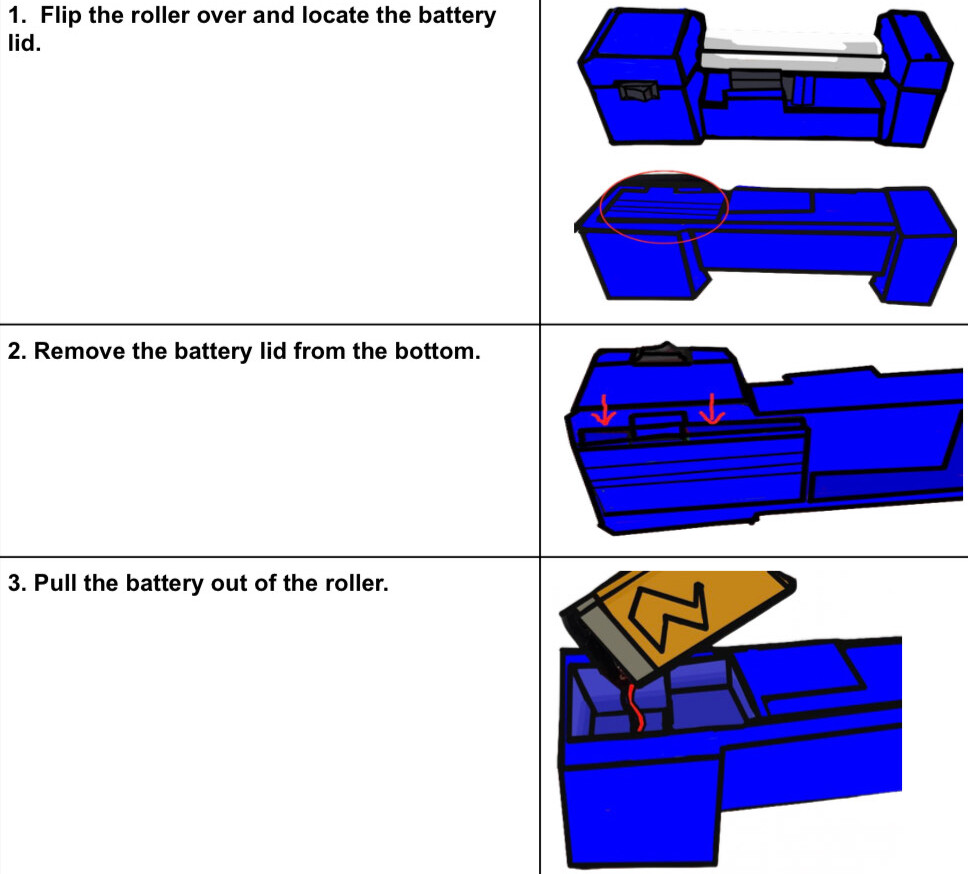 1.  Flip the roller over and locate the battery
lid.
2. Remove the battery lid from the bottom.
3. Pull the battery out of the roller.